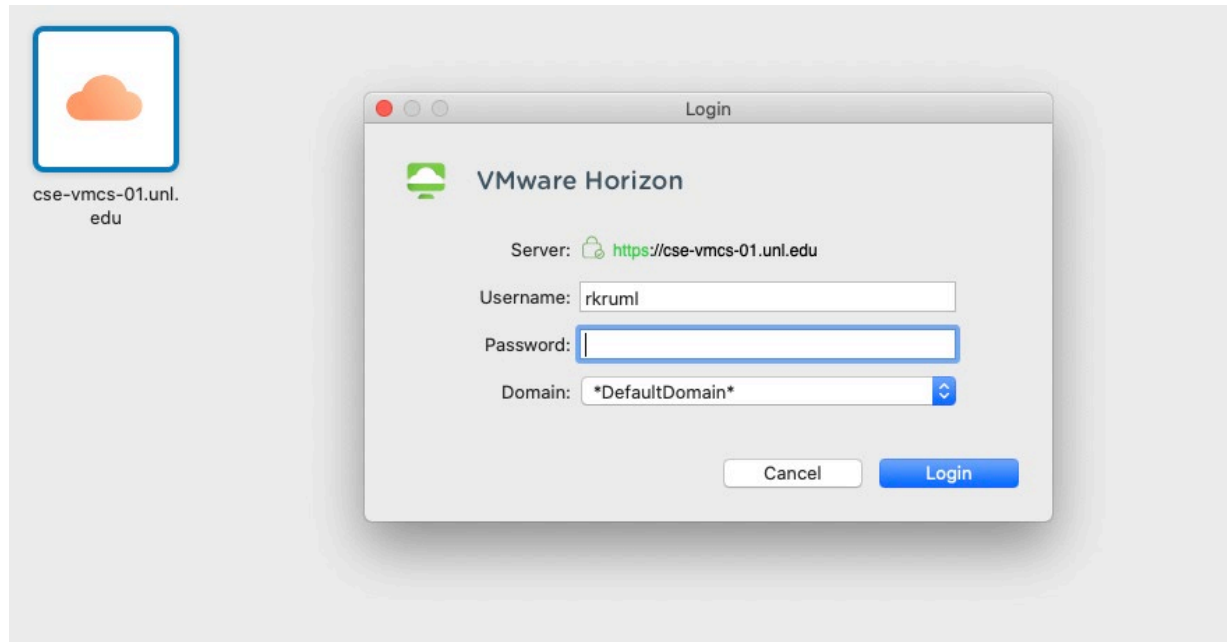 cse-vmcs-01.unl.
edu
Login
VMware Horizon
Server: https://cse-vmcs-01.unl.edu
Username: rkruml
Password:
Domain: *DefaultDomain*
Cancel Login